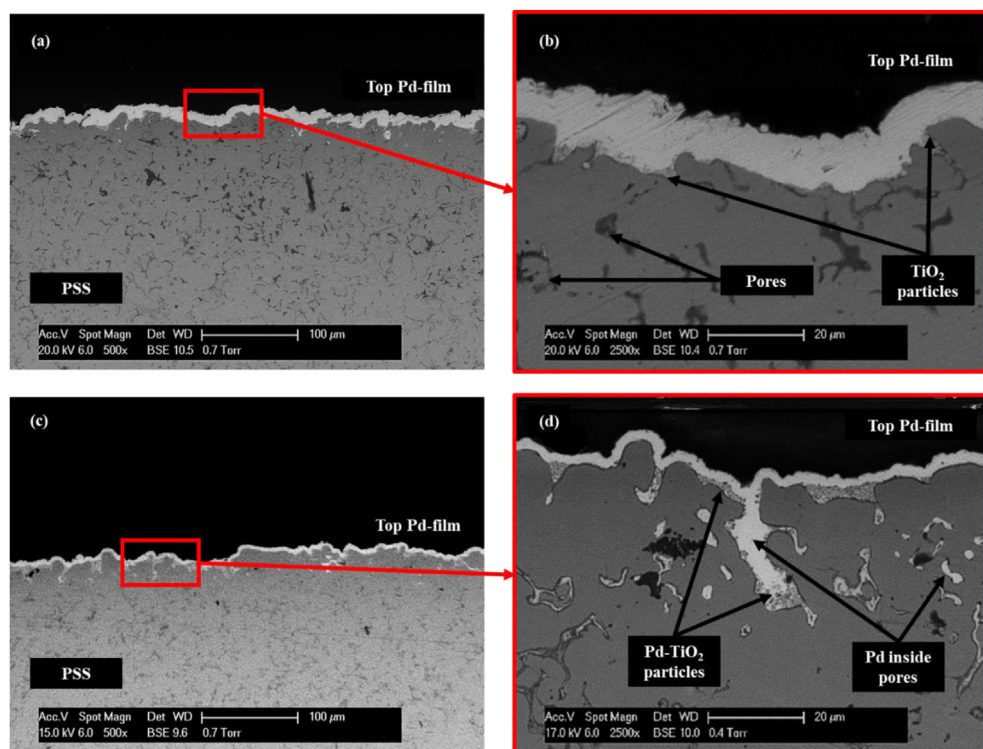 (a)
Top Pd-film
PSS
100 μm
Acc.V Spot Magn Det WD
20.0 kV 6.0 500x BSE 10.5 0.7 Torr
(b)
Top Pd-film
Pores
TiO₂
particles
20 μm
Acc.V Spot Magn Det WD
20.0 kV 6.0 2500x BSE 10.4 0.7 Torr
(c)
Top Pd-film
PSS
100 μm
Acc.V Spot Magn Det WD
15.0 kV 6.0 500x BSE 9.6 0.7 Torr
(d)
Top Pd-film
Pd-TiO₂
particles
Pd inside
pores
20 μm
Acc.V Spot Magn Det WD
17.0 kV 6.0 2500x BSE 10.0 0.4 Torr